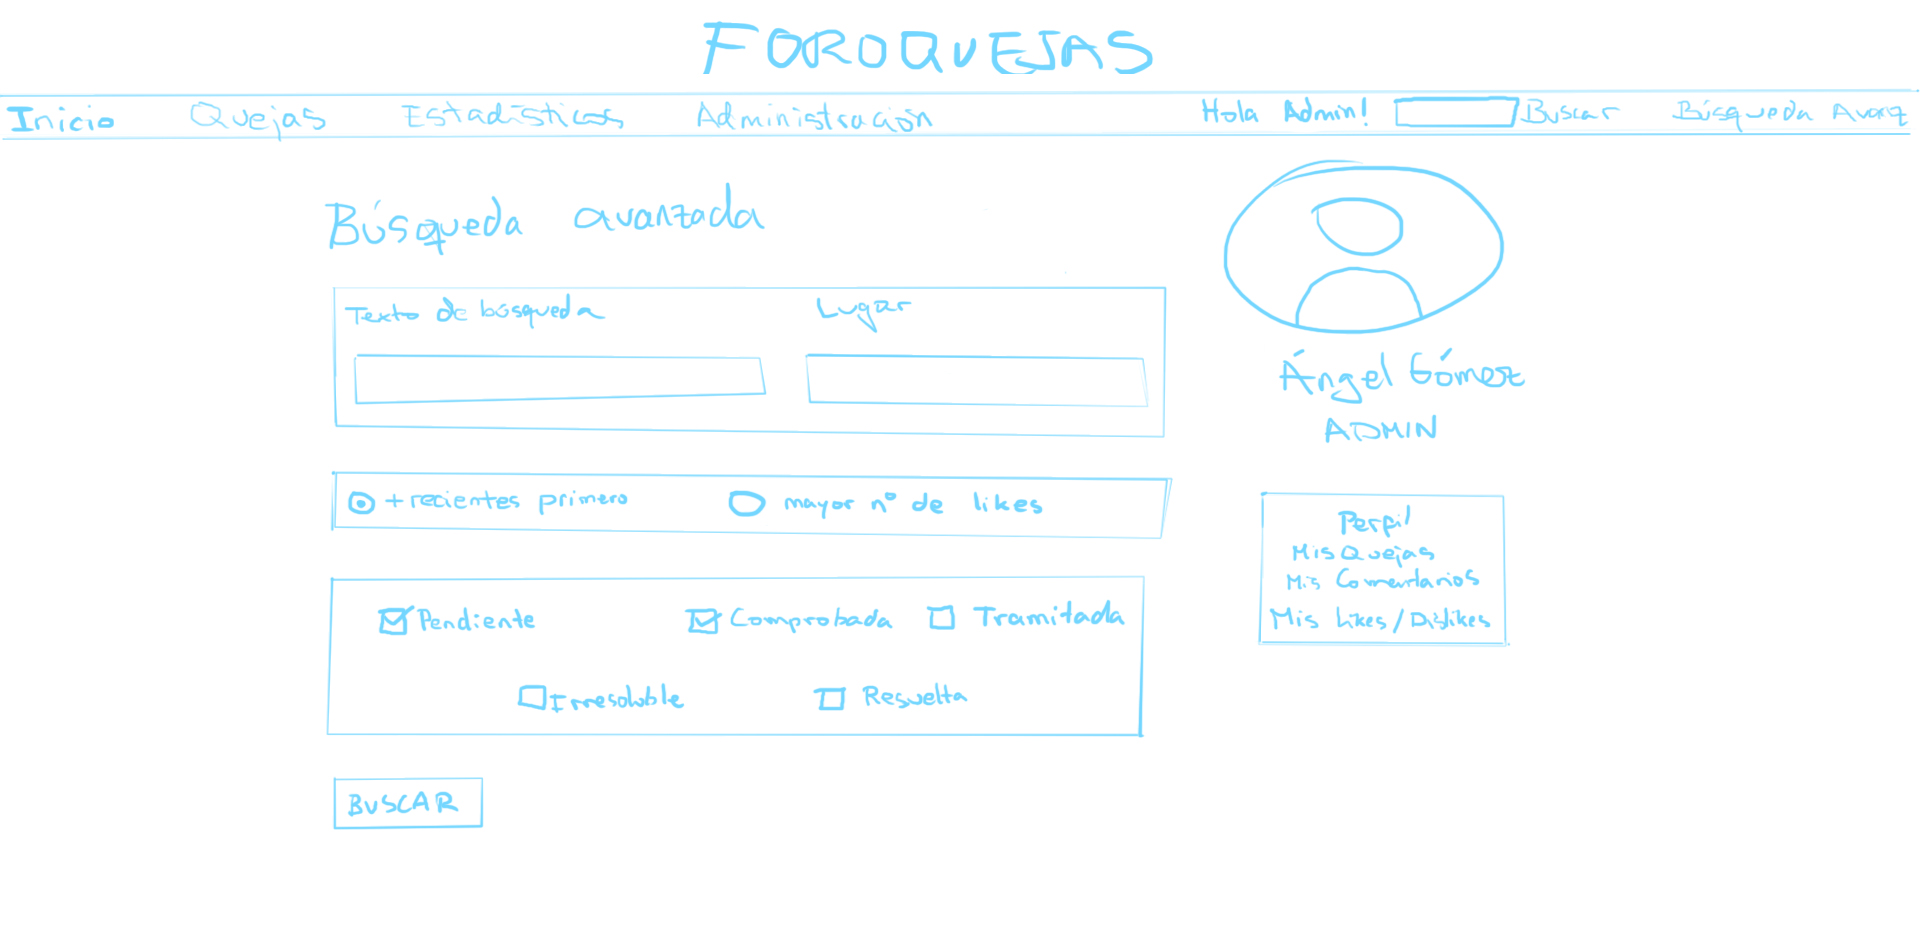 FOROQUEJAS
Inicio Quejas Estadísticas Administración Hola Admin! Buscar Búsqueda Avanz
Búsqueda avanzada
Texto de búsqueda Lugar
Ángel Gómez
ADMIN
+ recientes primero mayor nº de likes
Perfil
Mis Quejas
Mis Comentarios
Mis Likes / Dislikes
Pendiente Comprobada Tramitada
Irresoluble Resuelta
BUSCAR